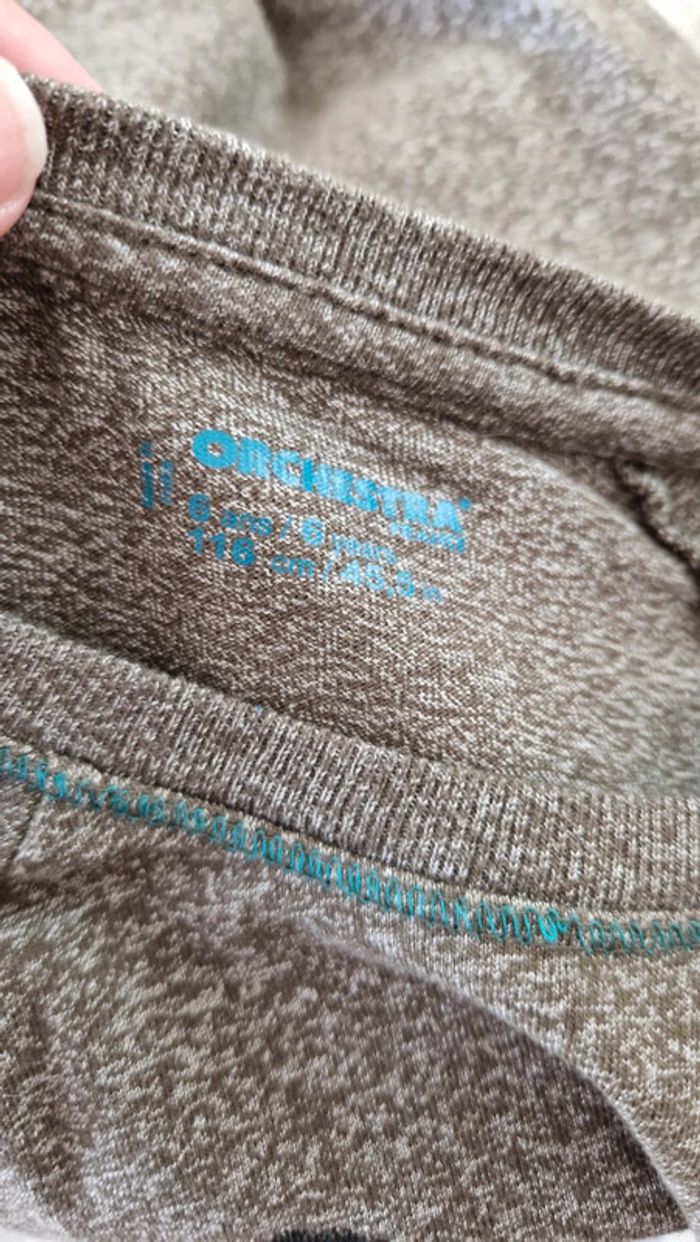 ORCHESTRA®
6 ans / 6 years
116 cm / 45,5 in